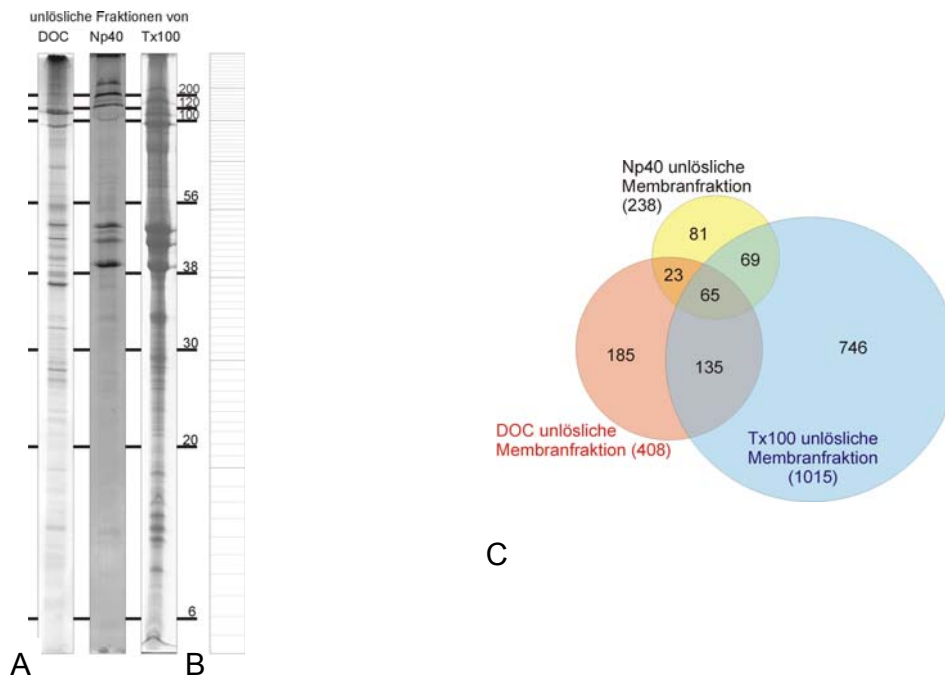 unlösliche Fraktionen von
DOC Np40 Tx100
200
120
100
56
38
30
20
6
A B
Np40 unlösliche
Membranfraktion
(238)
81
69
23
65
185
135
746
DOC unlösliche
Membranfraktion (408)
Tx100 unlösliche
Membranfraktion
(1015)
C